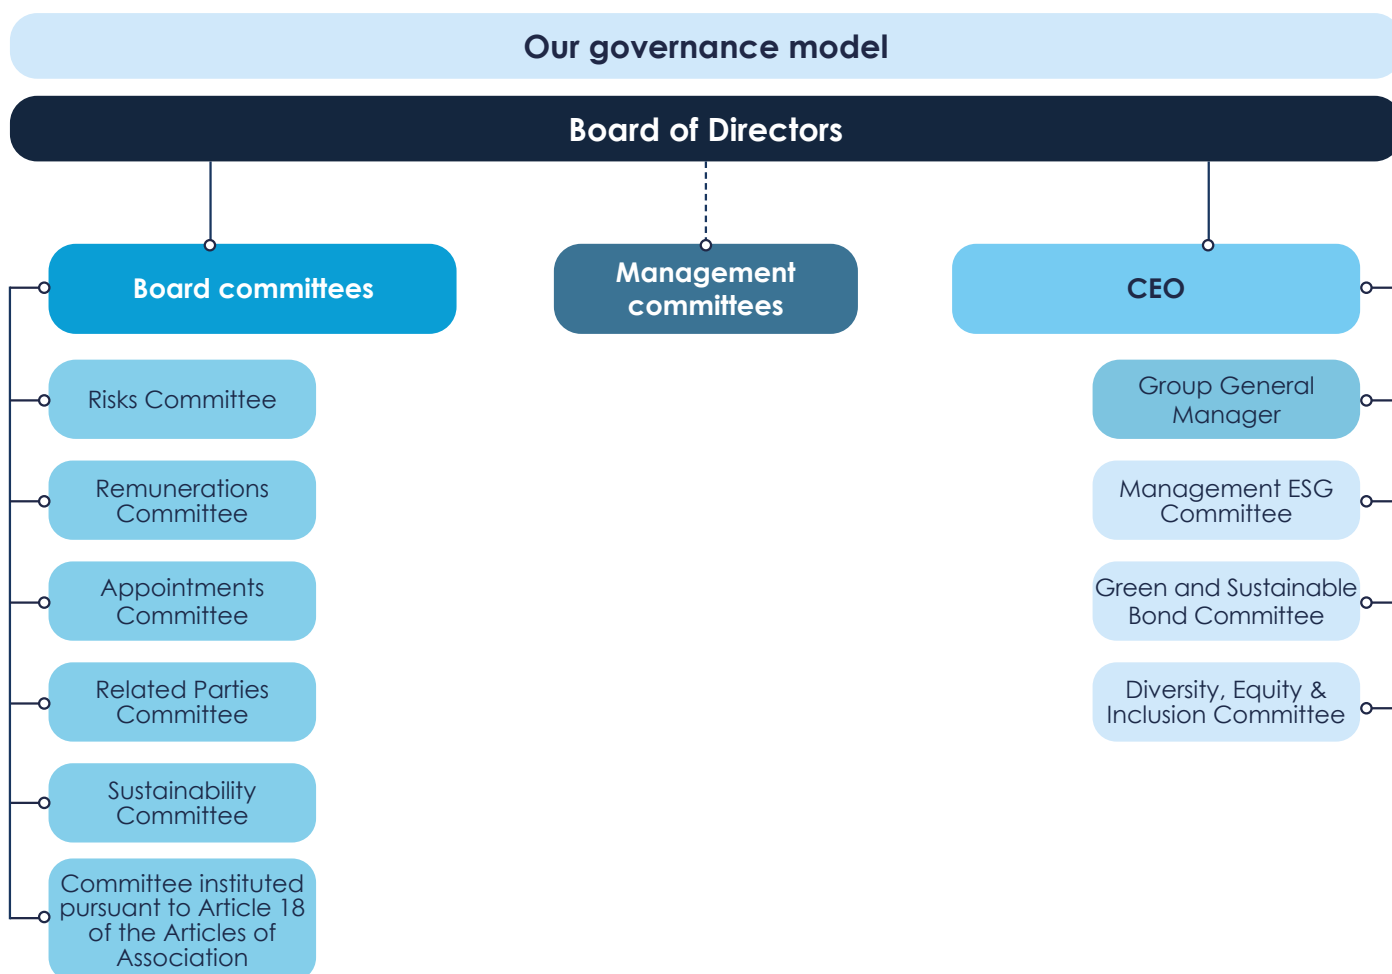 Our governance model
Board of Directors
Board committees
Management
committees
CEO
Risks Committee
Remunerations
Committee
Appointments
Committee
Related Parties
Committee
Sustainability
Committee
Committee instituted
pursuant to Article 18
of the Articles of
Association
Group General
Manager
Management ESG
Committee
Green and Sustainable
Bond Committee
Diversity, Equity &
Inclusion Committee